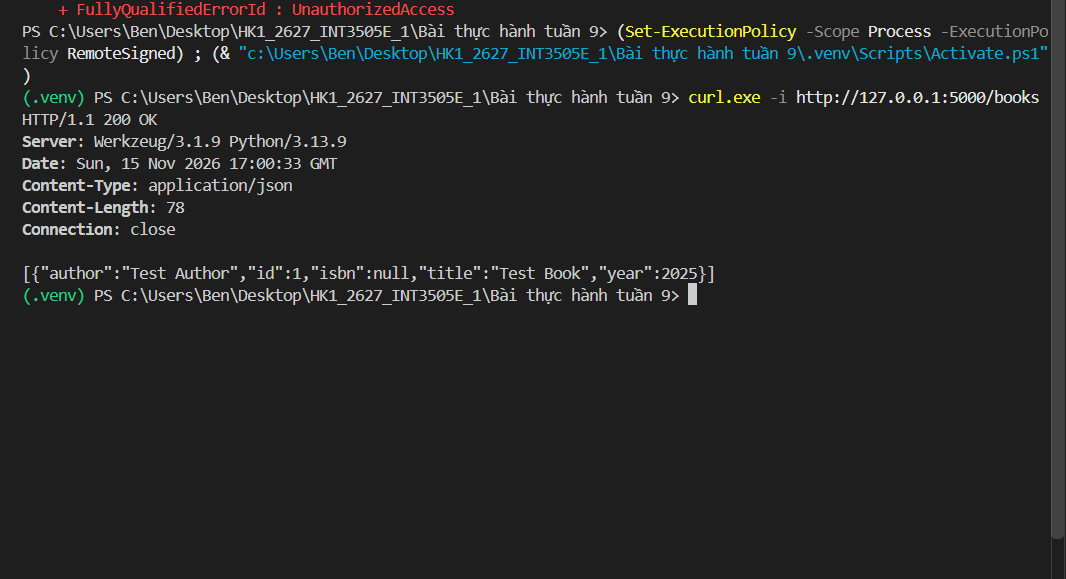 + FullyQualifiedErrorId : UnauthorizedAccess
PS C:\Users\Ben\Desktop\HK1_2627_INT3505E_1\Bài thực hành tuần 9> (Set-ExecutionPolicy -Scope Process -ExecutionPo
licy RemoteSigned) ; (& "c:\Users\Ben\Desktop\HK1_2627_INT3505E_1\Bài thực hành tuần 9\.venv\Scripts\Activate.ps1"
)
(.venv) PS C:\Users\Ben\Desktop\HK1_2627_INT3505E_1\Bài thực hành tuần 9> curl.exe -i http://127.0.0.1:5000/books
HTTP/1.1 200 OK
Server: Werkzeug/3.1.9 Python/3.13.9
Date: Sun, 15 Nov 2026 17:00:33 GMT
Content-Type: application/json
Content-Length: 78
Connection: close

[{"author":"Test Author","id":1,"isbn":null,"title":"Test Book","year":2025}]
(.venv) PS C:\Users\Ben\Desktop\HK1_2627_INT3505E_1\Bài thực hành tuần 9>